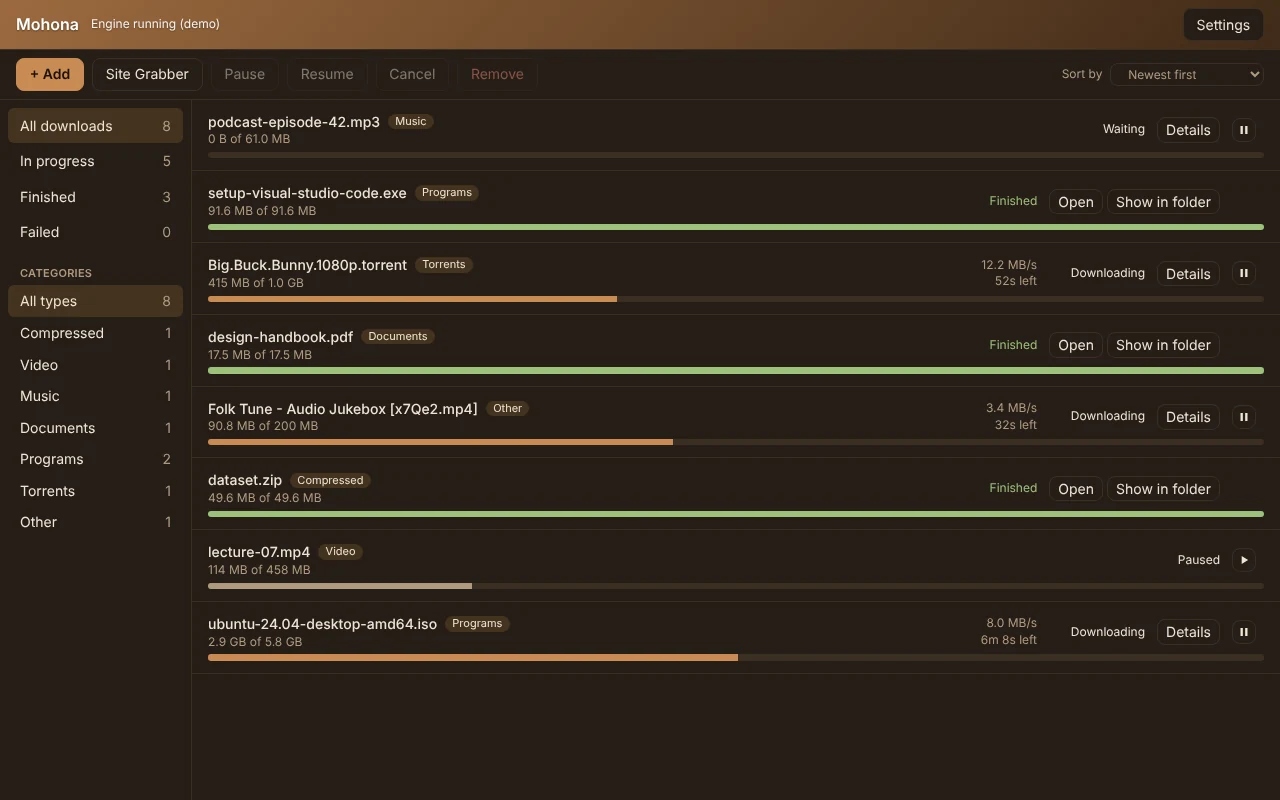 Mohona Engine running (demo) Settings
+ Add Site Grabber Pause Resume Cancel Remove Sort by Newest first
All downloads 8
In progress 5
Finished 3
Failed 0
CATEGORIES
All types 8
Compressed 1
Video 1
Music 1
Documents 1
Programs 2
Torrents 1
Other 1
podcast-episode-42.mp3 Music
0 B of 61.0 MB
Waiting Details
setup-visual-studio-code.exe Programs
91.6 MB of 91.6 MB
Finished Open Show in folder
Big.Buck.Bunny.1080p.torrent Torrents
415 MB of 1.0 GB
12.2 MB/s
52s left
Downloading Details
design-handbook.pdf Documents
17.5 MB of 17.5 MB
Finished Open Show in folder
Folk Tune - Audio Jukebox [x7Qe2.mp4] Other
90.8 MB of 200 MB
3.4 MB/s
32s left
Downloading Details
dataset.zip Compressed
49.6 MB of 49.6 MB
Finished Open Show in folder
lecture-07.mp4 Video
114 MB of 458 MB
Paused
ubuntu-24.04-desktop-amd64.iso Programs
2.9 GB of 5.8 GB
8.0 MB/s
6m 8s left
Downloading Details